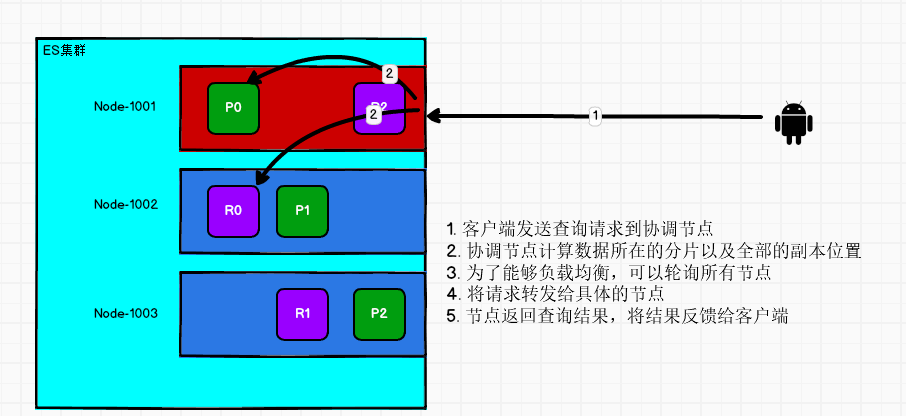 ES集群
2
Node-1001
P0
2
1
Node-1002
R0
P1
1. 客户端发送查询请求到协调节点
2. 协调节点计算数据所在的分片以及全部的副本位置
3. 为了能够负载均衡，可以轮询所有节点
4. 将请求转发给具体的节点
5. 节点返回查询结果，将结果反馈给客户端
Node-1003
R1
P2